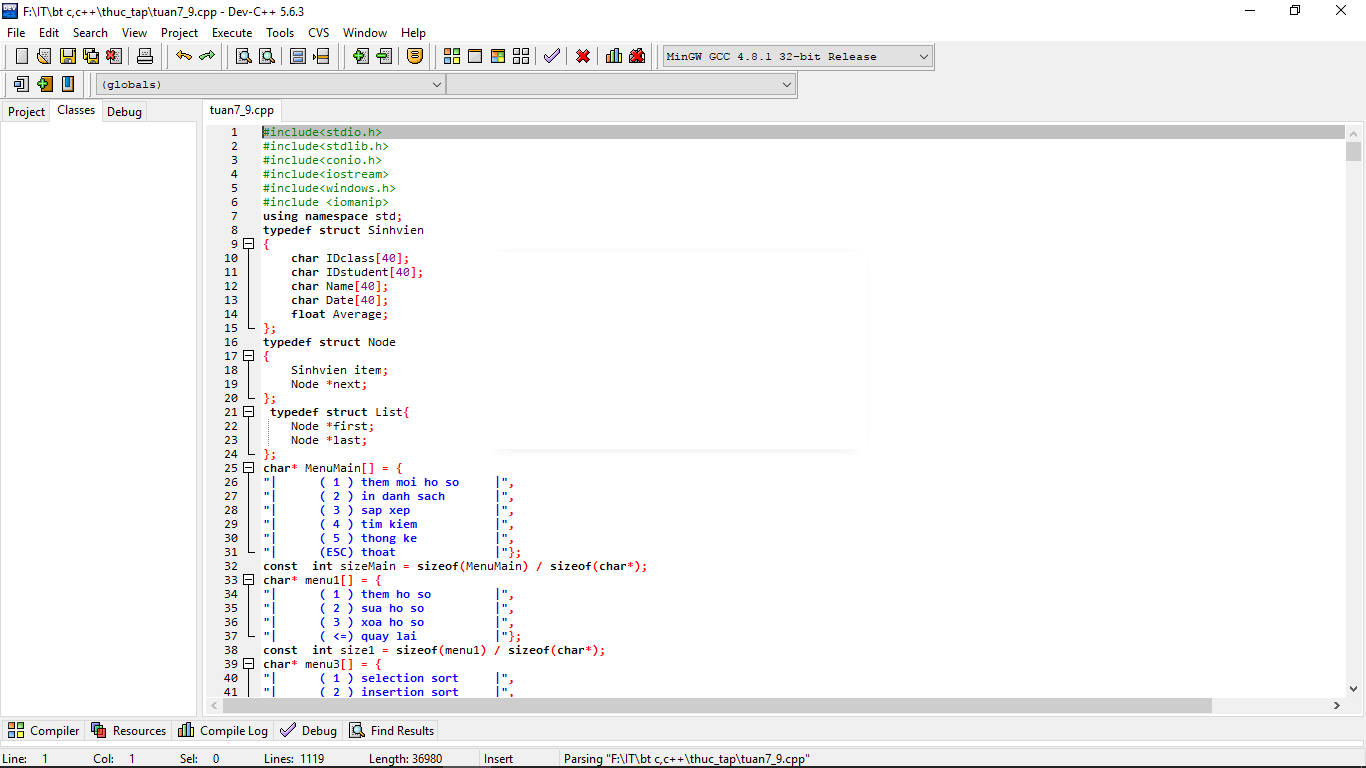 F:\IT\bt c,c++\thuc_tap\tuan7_9.cpp - Dev-C++ 5.6.3
File Edit Search View Project Execute Tools CVS Window Help
MinGW GCC 4.8.1 32-bit Release
(globals)
Project Classes Debug
tuan7_9.cpp
1 #include<stdio.h>
2 #include<stdlib.h>
3 #include<conio.h>
4 #include<iostream>
5 #include<windows.h>
6 #include <iomanip>
7 using namespace std;
8 typedef struct Sinhvien
9 {
10     char IDclass[40];
11     char IDstudent[40];
12     char Name[40];
13     char Date[40];
14     float Average;
15 };
16 typedef struct Node
17 {
18     Sinhvien item;
19     Node *next;
20 };
21  typedef struct List{
22     Node *first;
23     Node *last;
24 };
25 char* MenuMain[] = {
26 "|      ( 1 ) them moi ho so     |",
27 "|      ( 2 ) in danh sach       |",
28 "|      ( 3 ) sap xep            |",
29 "|      ( 4 ) tim kiem           |",
30 "|      ( 5 ) thong ke           |",
31 "|      (ESC) thoat              |"};
32 const  int sizeMain = sizeof(MenuMain) / sizeof(char*);
33 char* menu1[] = {
34 "|      ( 1 ) them ho so         |",
35 "|      ( 2 ) sua ho so          |",
36 "|      ( 3 ) xoa ho so          |",
37 "|      ( <=) quay lai           |"};
38 const  int size1 = sizeof(menu1) / sizeof(char*);
39 char* menu3[] = {
40 "|      ( 1 ) selection sort     |",
41 "|      ( 2 ) insertion sort     |",
Compiler Resources Compile Log Debug Find Results
Line: 1 Col: 1 Sel: 0 Lines: 1119 Length: 36980 Insert Parsing "F:\IT\bt c,c++\thuc_tap\tuan7_9.cpp"